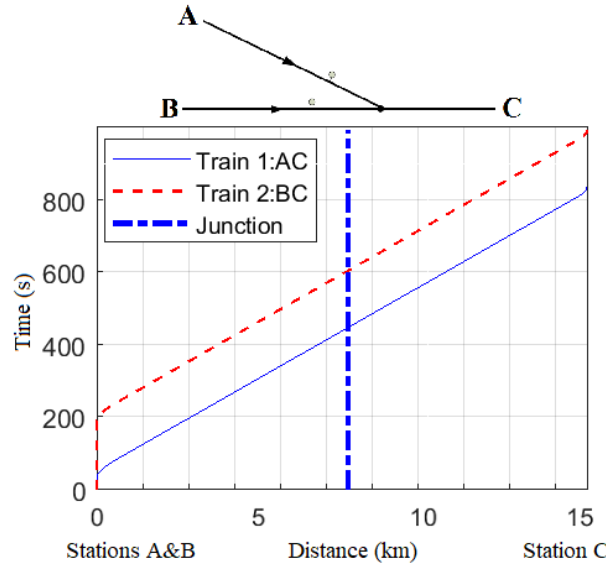 A
B
C
Train 1:AC
Train 2:BC
Junction
Time (s)
800
600
400
200
0
0 5 10 15
Stations A&B Distance (km) Station C